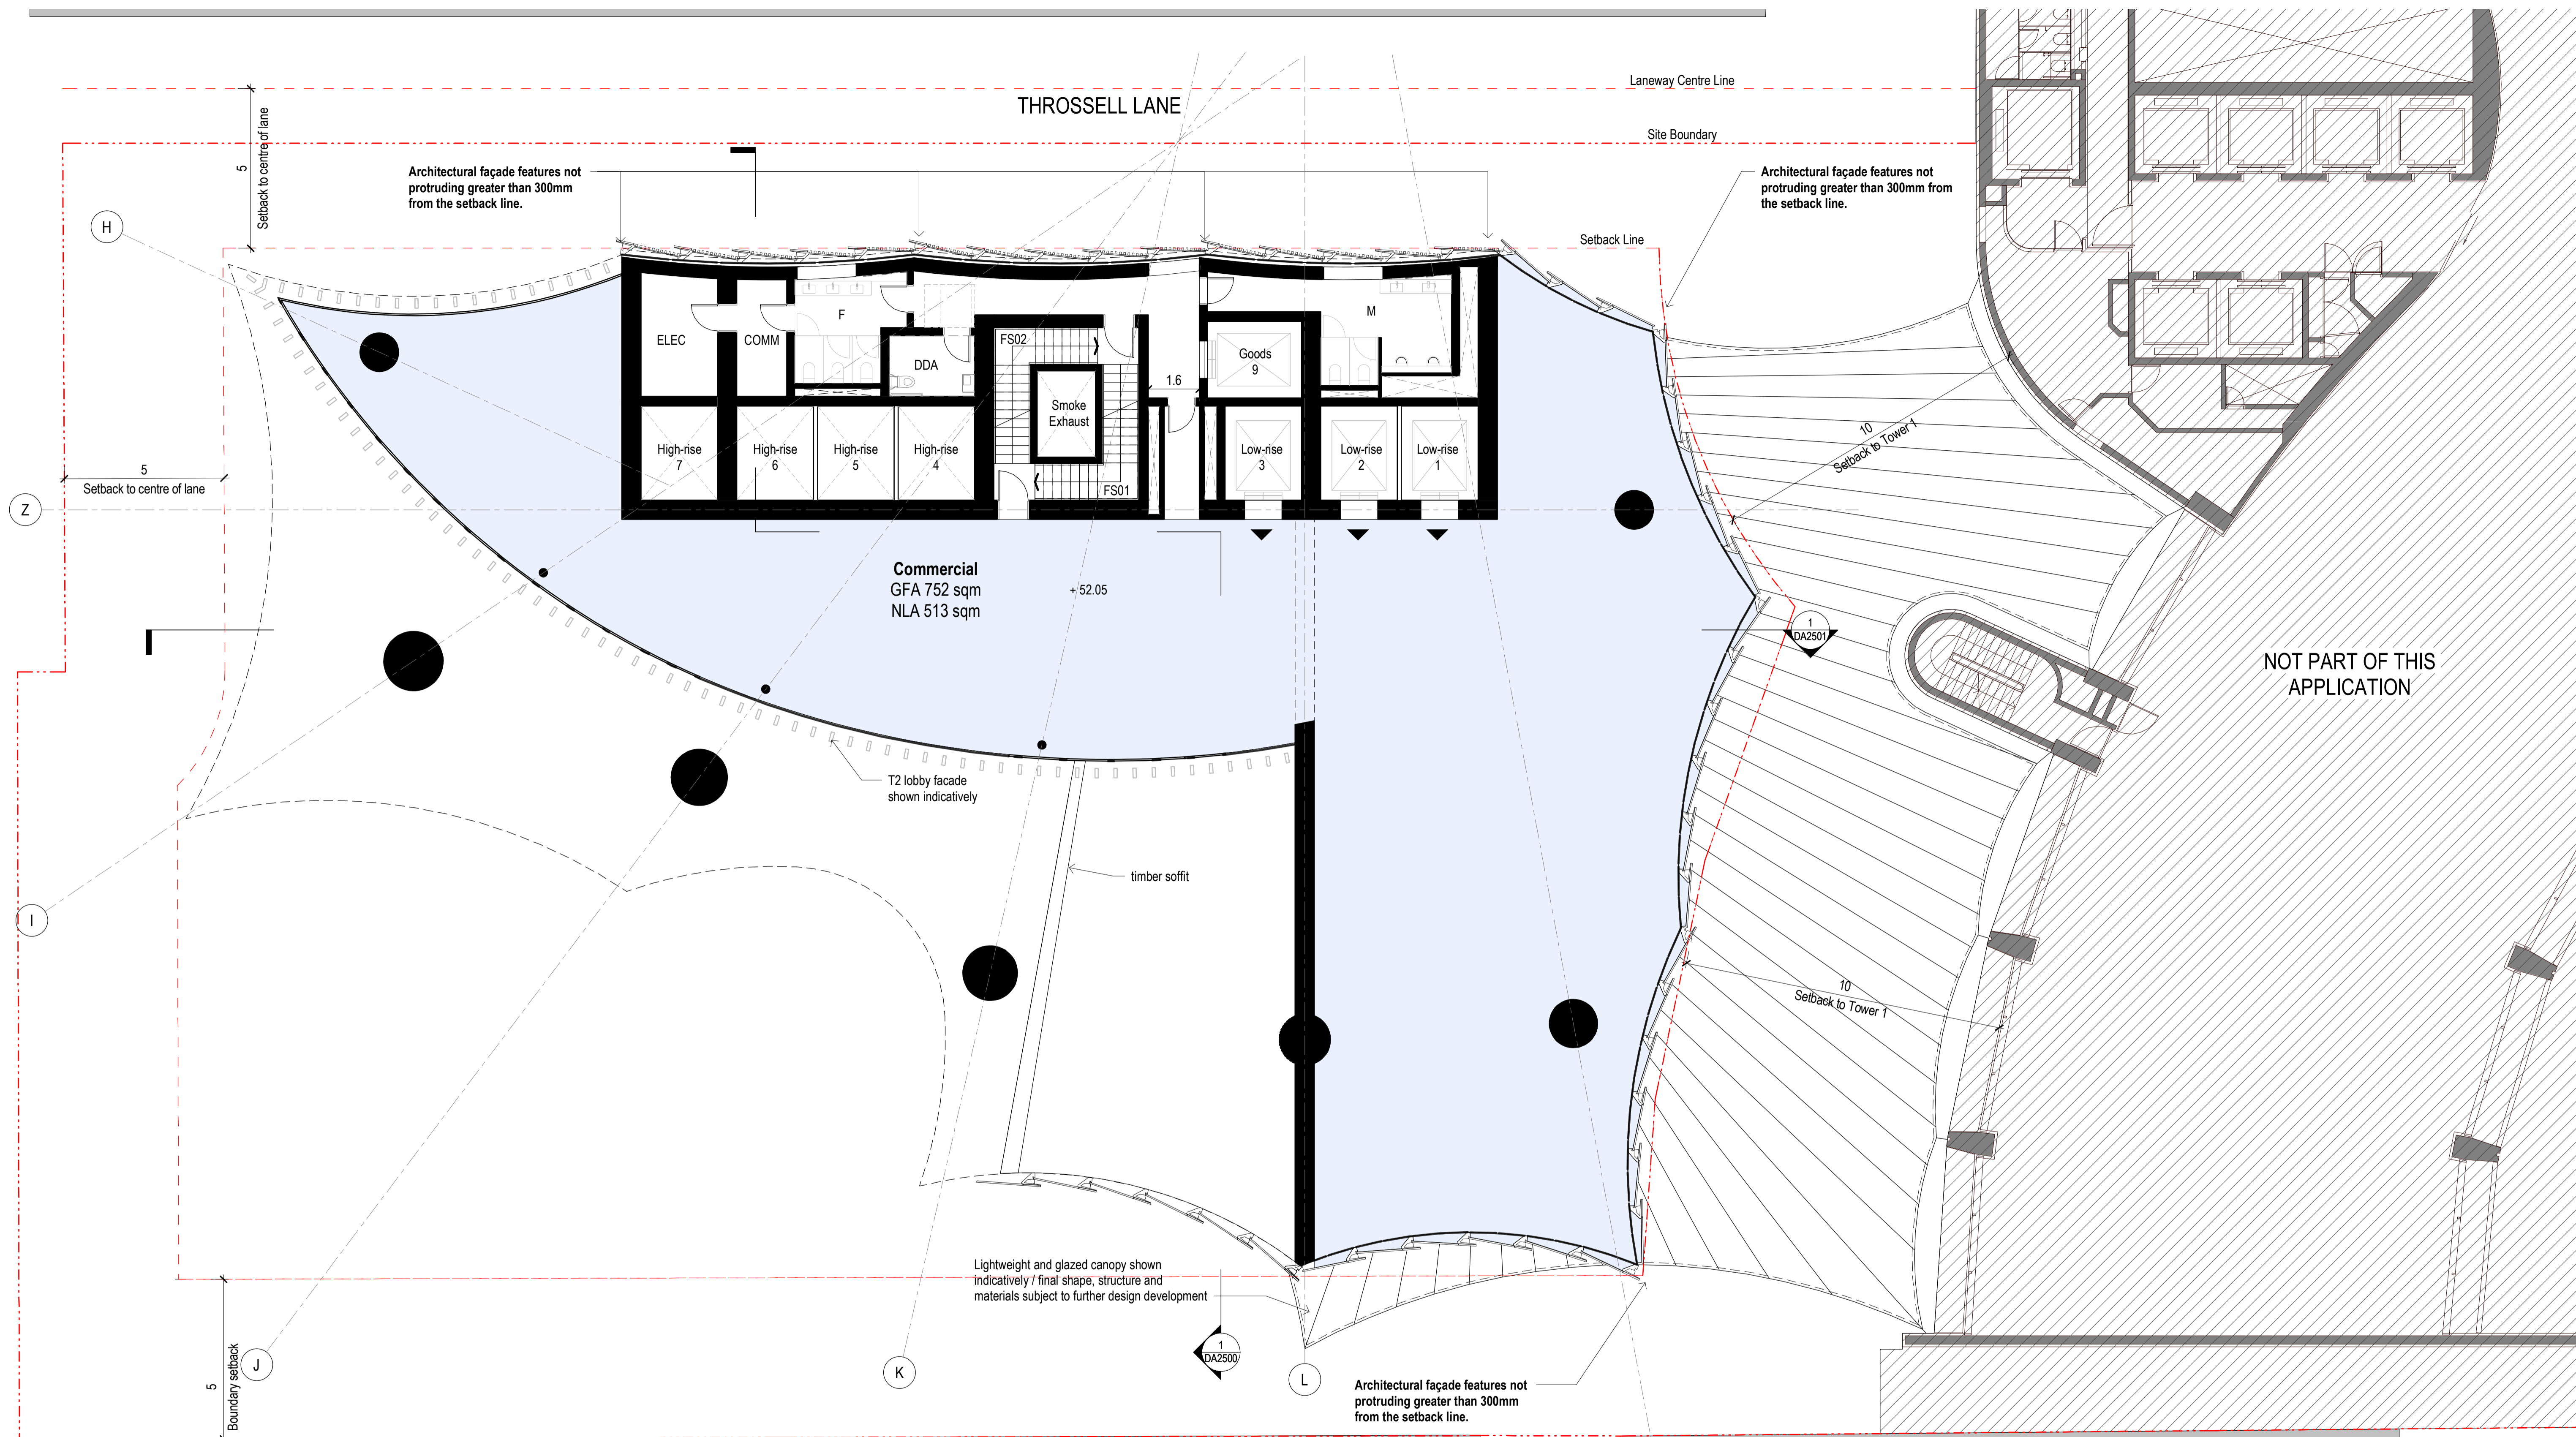 Laneway Centre Line
THROSSELL LANE
Site Boundary
5
Setback to centre of lane
Architectural façade features not
protruding greater than 300mm
from the setback line.
Architectural façade features not
protruding greater than 300mm from
the setback line.
H
Setback Line
ELEC
COMM
F
DDA
FS02
Smoke
Exhaust
FS01
1.6
Goods
9
M
High-rise
7
High-rise
6
High-rise
5
High-rise
4
Low-rise
3
Low-rise
2
Low-rise
1
10
Setback to Tower 1
5
Setback to centre of lane
Z
Commercial
GFA 752 sqm
NLA 513 sqm
+ 52.05
1
DA2501
NOT PART OF THIS
APPLICATION
T2 lobby facade
shown indicatively
timber soffit
I
10
Setback to Tower 1
Lightweight and glazed canopy shown
indicatively / final shape, structure and
materials subject to further design development
1
DA2500
5
Boundary setback
J
K
L
Architectural façade features not
protruding greater than 300mm
from the setback line.